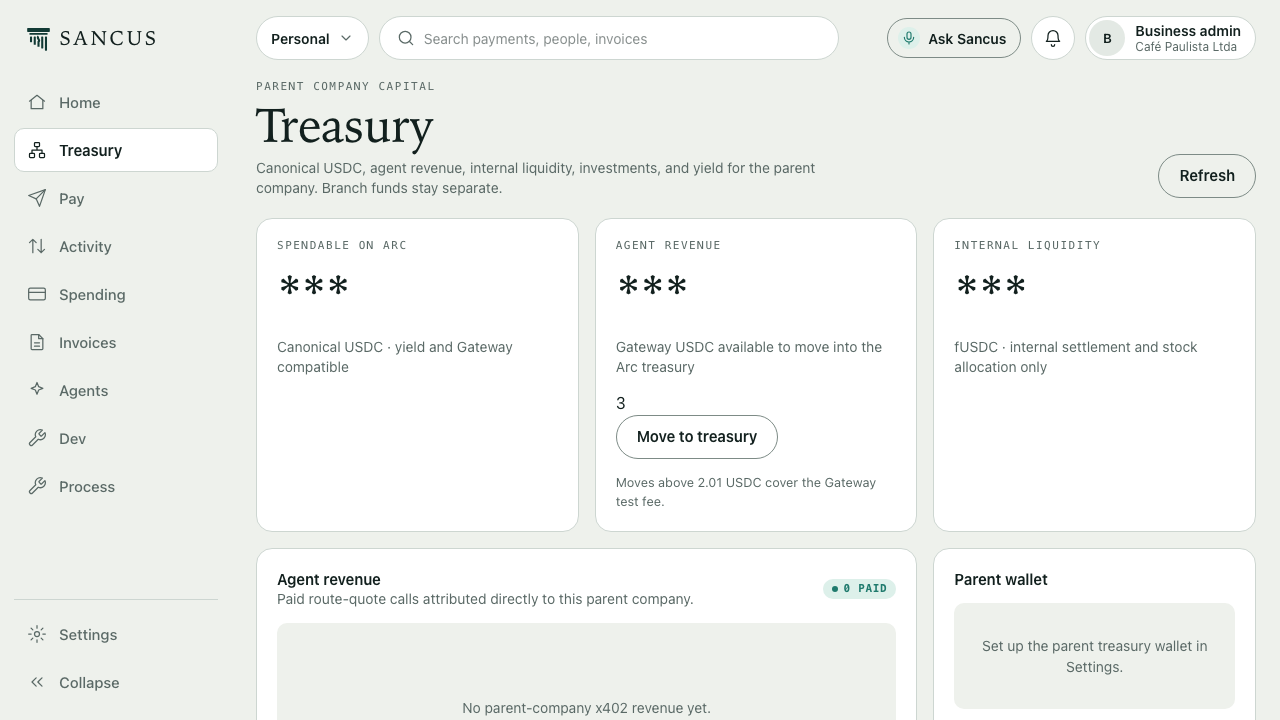 SANCUS
Personal
Search payments, people, invoices
Ask Sancus
B
Business admin
Café Paulista Ltda
Home
Treasury
Pay
Activity
Spending
Invoices
Agents
Dev
Process
Settings
Collapse
PARENT COMPANY CAPITAL
Treasury
Canonical USDC, agent revenue, internal liquidity, investments, and yield for the parent
company. Branch funds stay separate.
Refresh
SPENDABLE ON ARC
***
Canonical USDC · yield and Gateway
compatible
AGENT REVENUE
***
Gateway USDC available to move into the
Arc treasury
3
Move to treasury
Moves above 2.01 USDC cover the Gateway
test fee.
INTERNAL LIQUIDITY
***
fUSDC · internal settlement and stock
allocation only
Agent revenue
Paid route-quote calls attributed directly to this parent company.
0 PAID
No parent-company x402 revenue yet.
Parent wallet
Set up the parent treasury wallet in
Settings.